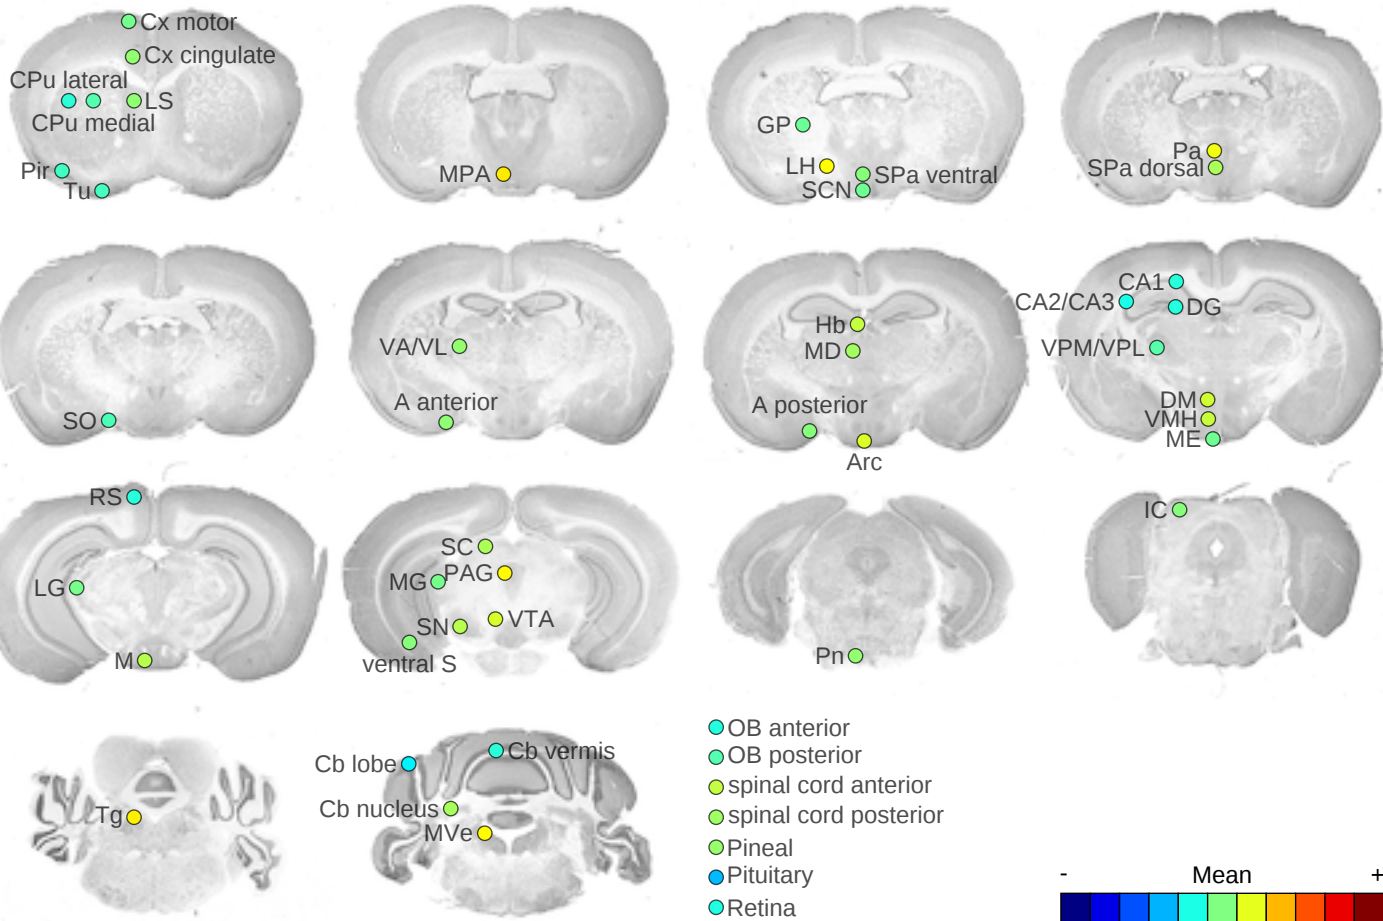 Cx motor
Cx cingulate
CPu lateral
LS
CPu medial
Pir
Tu
MPA
GP
LH
SPa ventral
SCN
Pa
SPa dorsal
SO
VA/VL
A anterior
Hb
MD
A posterior
Arc
CA1
CA2/CA3
DG
VPM/VPL
DM
VMH
ME
RS
LG
M
SC
PAG
MG
VTA
SN
ventral S
Pn
IC
Tg
Cb vermis
Cb lobe
Cb nucleus
MVe
OB anterior
OB posterior
spinal cord anterior
spinal cord posterior
Pineal
Pituitary
Retina
- Mean +